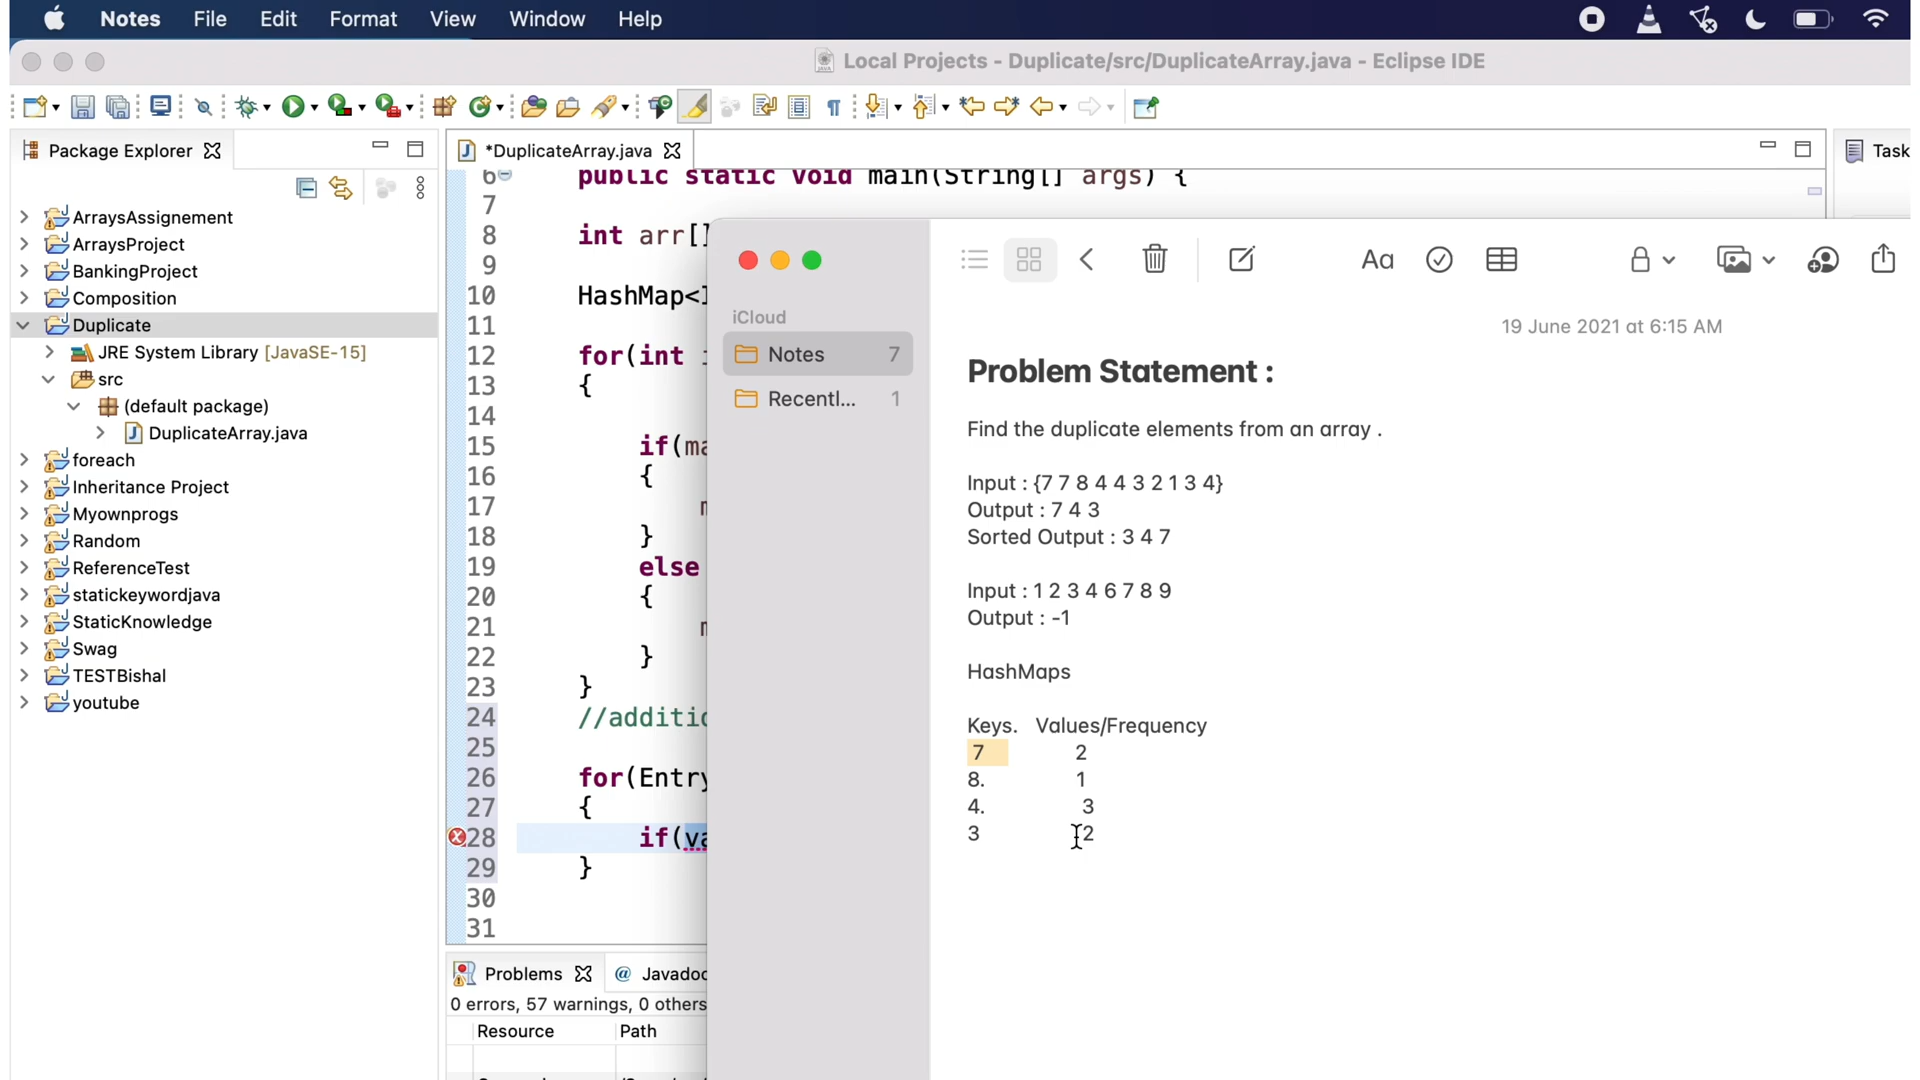 Notes File Edit Format View Window Help
Local Projects - Duplicate/src/DuplicateArray.java - Eclipse IDE
Package Explorer
*DuplicateArray.java
Task
ArraysAssignement
ArraysProject
BankingProject
Composition
Duplicate
JRE System Library [JavaSE-15]
src
(default package)
DuplicateArray.java
foreach
Inheritance Project
Myownprogs
Random
ReferenceTest
statickeywordjava
StaticKnowledge
Swag
TESTBishal
youtube
6 public static void main(String[] args) {
7
8 int arr[]
9
10 HashMap<I
11
12 for(int i
13 {
14
15 if(ma
16 {
17 m
18 }
19 else
20 {
21 m
22 }
23 }
24 //additio
25
26 for(Entry
27 {
28 if(va
29 }
30
31
Problems @ Javadoc
0 errors, 57 warnings, 0 others
Resource Path
iCloud
Notes 7
Recentl... 1
Aa
19 June 2021 at 6:15 AM
Problem Statement :
Find the duplicate elements from an array .
Input : {7 7 8 4 4 3 2 1 3 4}
Output : 7 4 3
Sorted Output : 3 4 7
Input : 1 2 3 4 6 7 8 9
Output : -1
HashMaps
Keys. Values/Frequency
7 2
8. 1
4. 3
3 2